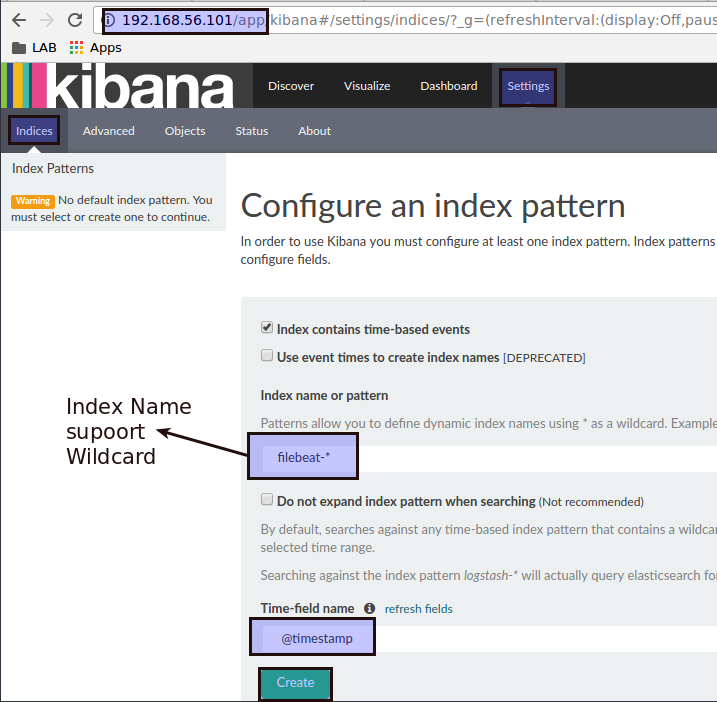 192.168.56.101/app/kibana#/settings/indices/?_g=(refreshInterval:(display:Off,paus
LAB Apps
kibana Discover Visualize Dashboard Settings
Indices Advanced Objects Status About
Index Patterns
Warning No default index pattern. You
must select or create one to continue.
Configure an index pattern
In order to use Kibana you must configure at least one index pattern. Index patterns
configure fields.
Index contains time-based events
Use event times to create index names [DEPRECATED]
Index name or pattern
Patterns allow you to define dynamic index names using * as a wildcard. Example
Index Name
supoort
Wildcard
filebeat-*
Do not expand index pattern when searching (Not recommended)
By default, searches against any time-based index pattern that contains a wildcar
selected time range.
Searching against the index pattern logstash-* will actually query elasticsearch for
Time-field name refresh fields
@timestamp
Create